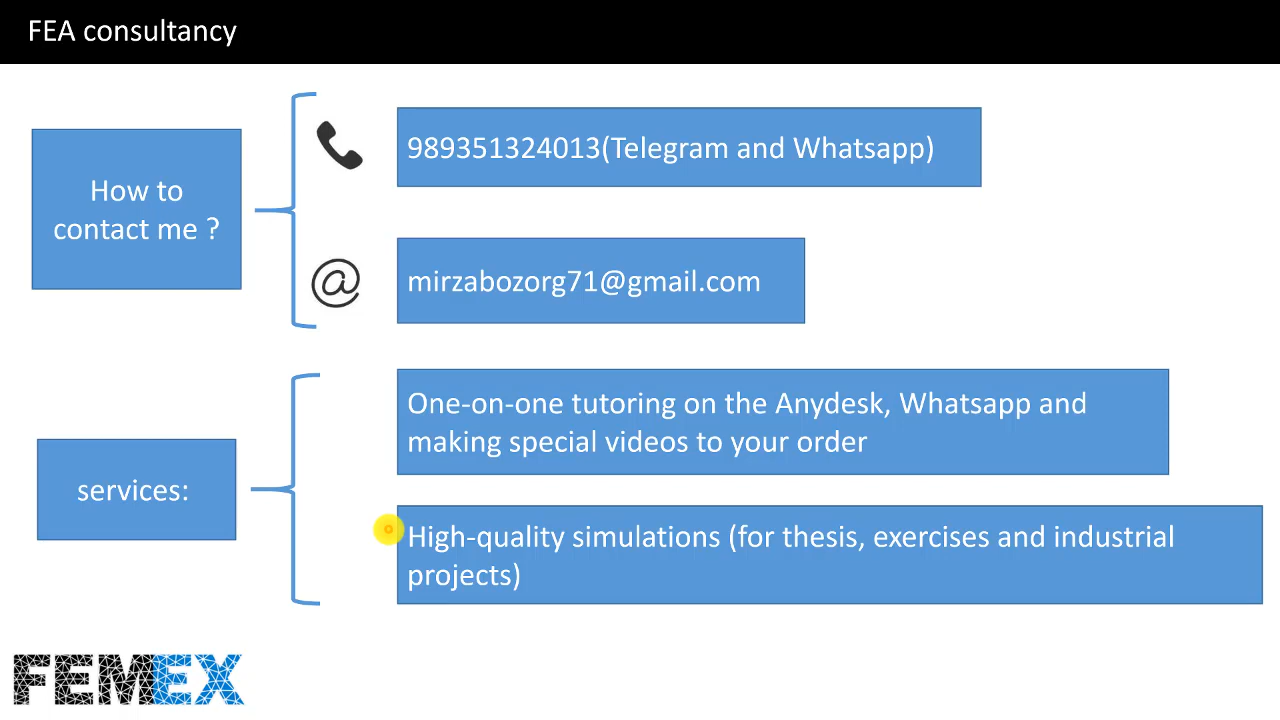 FEA consultancy
How to
contact me ?
989351324013(Telegram and Whatsapp)
@
mirzabozorg71@gmail.com
services:
One-on-one tutoring on the Anydesk, Whatsapp and
making special videos to your order
High-quality simulations (for thesis, exercises and industrial
projects)
FEMEX